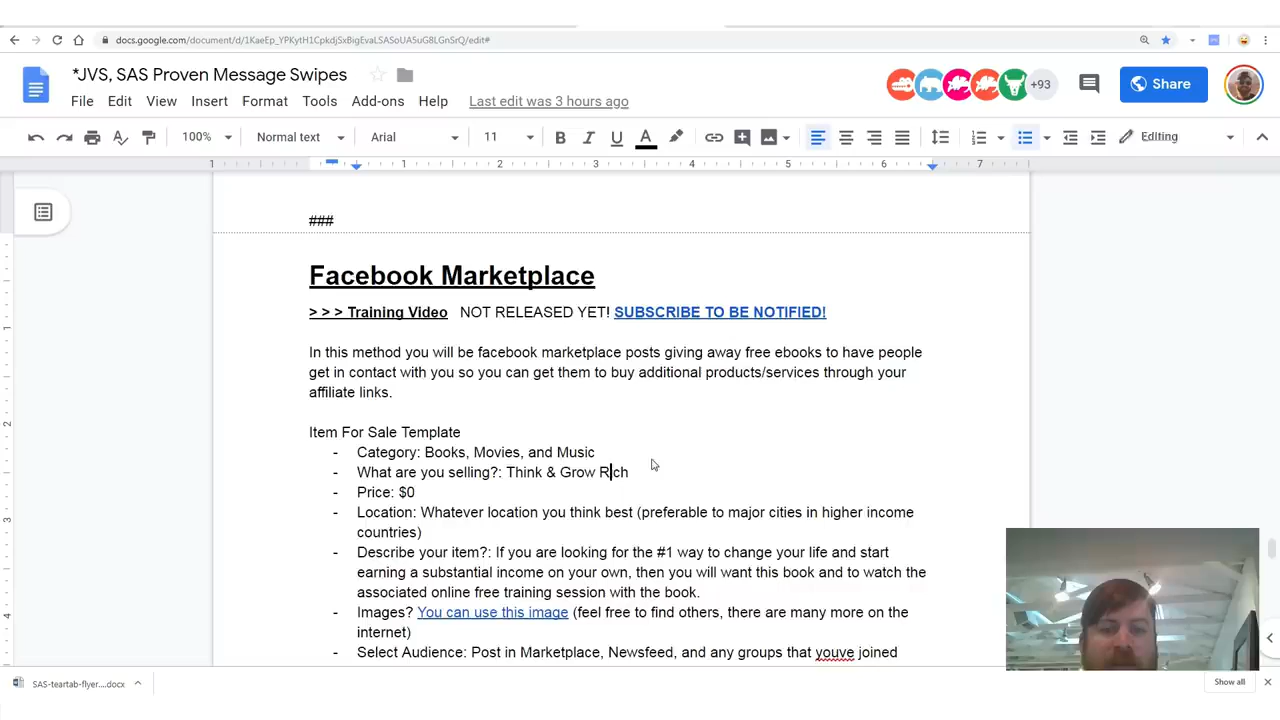 docs.google.com/document/d/1KaeEp_YPKytH1CpkdjSxBigEvaLSASoUA5uG8LGnSrQ/edit#
*JVS, SAS Proven Message Swipes
+93
Share
File Edit View Insert Format Tools Add-ons Help Last edit was 3 hours ago
100% Normal text Arial 11 B I U A Editing
1 1 2 3 4 5 6 7
###
Facebook Marketplace
> > > Training Video NOT RELEASED YET! SUBSCRIBE TO BE NOTIFIED!
In this method you will be facebook marketplace posts giving away free ebooks to have people
get in contact with you so you can get them to buy additional products/services through your
affiliate links.
Item For Sale Template
- Category: Books, Movies, and Music
- What are you selling?: Think & Grow Rich
- Price: $0
- Location: Whatever location you think best (preferable to major cities in higher income
countries)
- Describe your item?: If you are looking for the #1 way to change your life and start
earning a substantial income on your own, then you will want this book and to watch the
associated online free training session with the book.
- Images? You can use this image (feel free to find others, there are many more on the
internet)
- Select Audience: Post in Marketplace, Newsfeed, and any groups that youve joined
SAS-teartab-flyer....docx
Show all